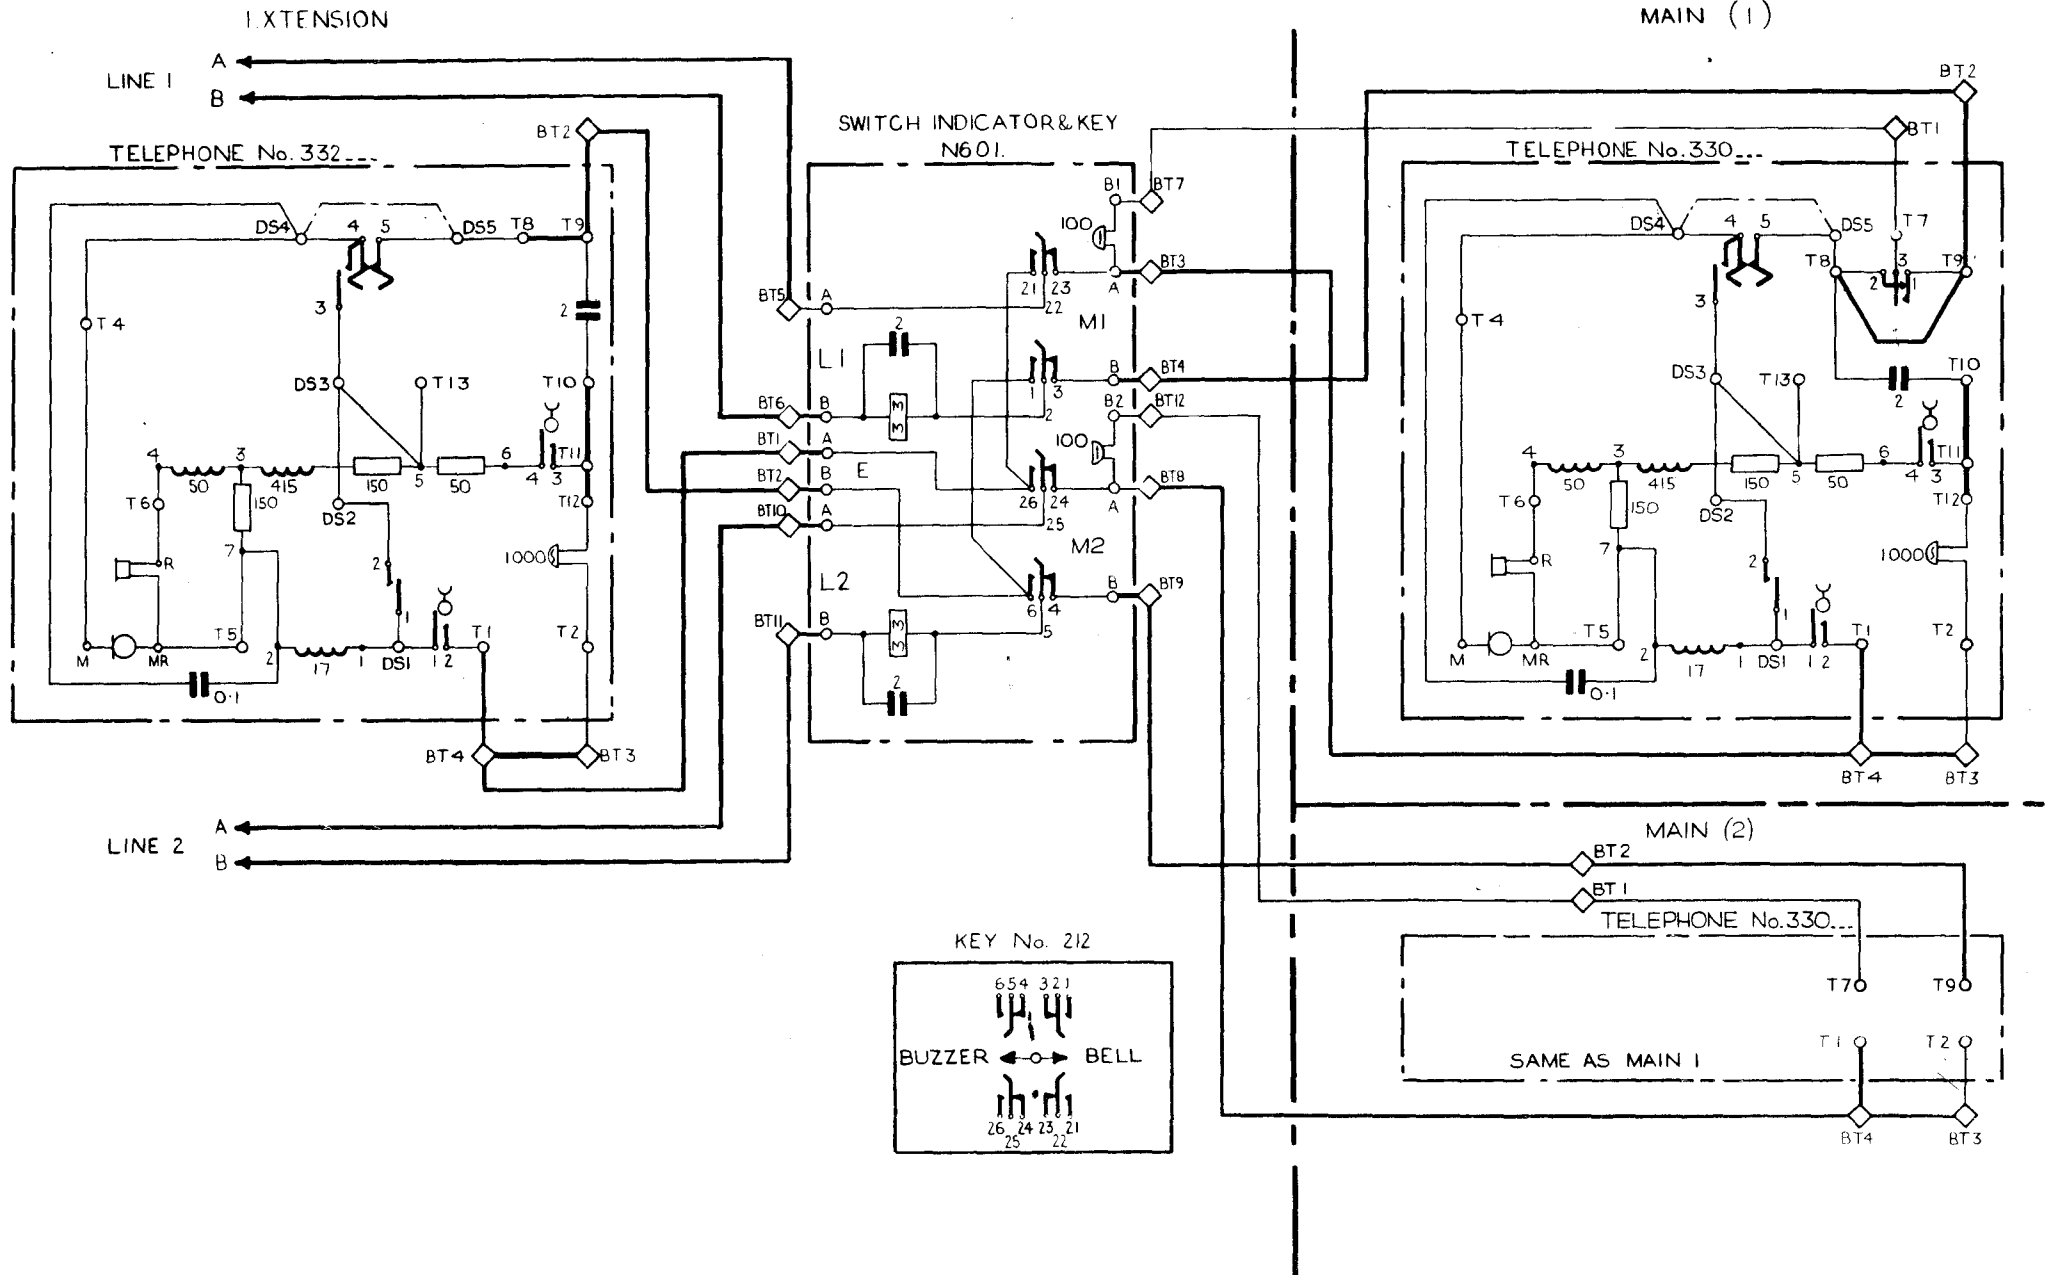 EXTENSION
MAIN (1)
A
LINE 1
B
BT2
TELEPHONE No. 332
DS4
4
5
DS5
T8
T9
3
2
T4
DS3
T13
T10
4
3
5
6
4
3
T11
50
415
150
50
T6
150
DS2
T12
7
1000
R
2
1
M
MR
T5
2
17
1
DS1
1 2
T1
T2
0·1
BT4
BT3
LINE 2
A
B
SWITCH INDICATOR & KEY
N601.
B1
BT7
100
BT5
A
21
23
22
A
BT3
M1
L1
2
BT6
B
33
1
3
2
B
BT4
B2
BT12
BT1
A
E
100
BT2
B
26
24
25
A
BT8
BT10
A
M2
L2
6
4
5
B
BT9
BT11
B
33
2
BT2
BT1
TELEPHONE No. 330
DS4
4
5
DS5
T7
T8
2
3
1
T9
3
T4
DS3
T13
T10
2
4
3
5
6
4
3
T11
50
415
150
50
T6
150
DS2
T12
7
1000
R
2
1
M
MR
T5
2
17
1
DS1
1 2
T1
T2
0·1
BT4
BT3
MAIN (2)
BT2
BT1
TELEPHONE No. 330
T7
T9
T1
T2
SAME AS MAIN 1
BT4
BT3
KEY No. 212
654 321
BUZZER
BELL
26 24 23 21
25 22